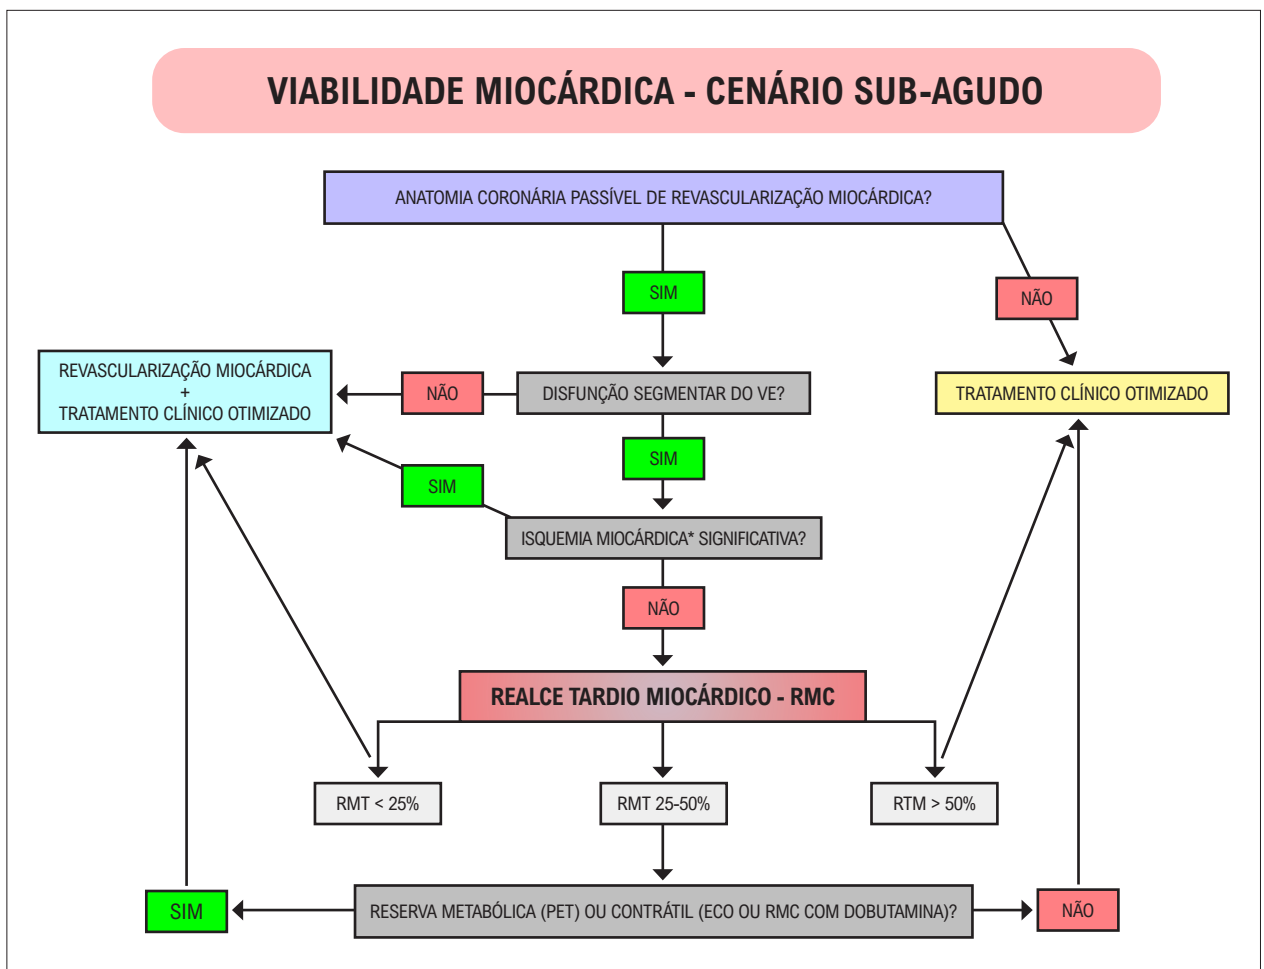 VIABILIDADE MIOCÁRDICA - CENÁRIO SUB-AGUDO
ANATOMIA CORONÁRIA PASSÍVEL DE REVASCULARIZAÇÃO MIOCÁRDICA?
SIM
NÃO
REVASCULARIZAÇÃO MIOCÁRDICA
+
TRATAMENTO CLÍNICO OTIMIZADO
NÃO
DISFUNÇÃO SEGMENTAR DO VE?
TRATAMENTO CLÍNICO OTIMIZADO
SIM
SIM
ISQUEMIA MIOCÁRDICA* SIGNIFICATIVA?
NÃO
REALCE TARDIO MIOCÁRDICO - RMC
RMT < 25%
RMT 25-50%
RTM > 50%
SIM
RESERVA METABÓLICA (PET) OU CONTRÁTIL (ECO OU RMC COM DOBUTAMINA)?
NÃO